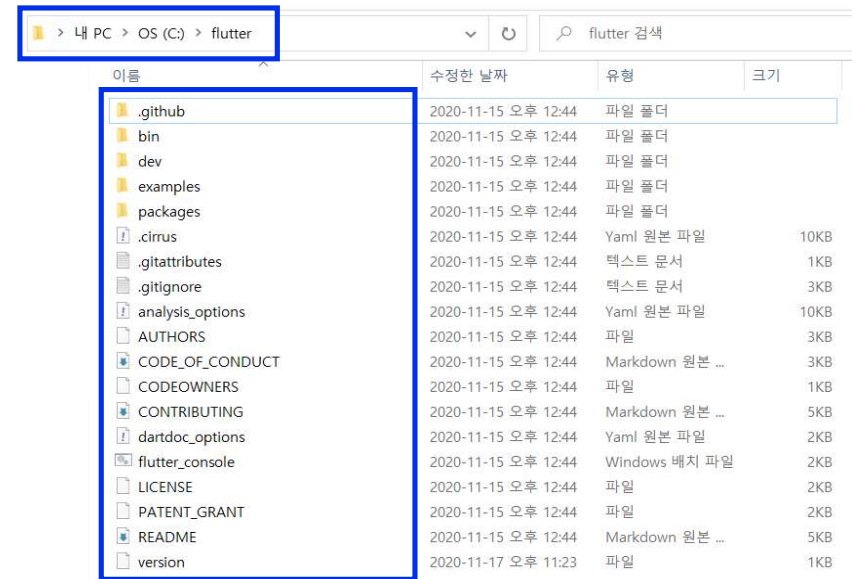 > 내 PC > OS (C:) > flutter
flutter 검색
이름 수정한 날짜 유형 크기
.github 2020-11-15 오후 12:44 파일 폴더
bin 2020-11-15 오후 12:44 파일 폴더
dev 2020-11-15 오후 12:44 파일 폴더
examples 2020-11-15 오후 12:44 파일 폴더
packages 2020-11-15 오후 12:44 파일 폴더
.cirrus 2020-11-15 오후 12:44 Yaml 원본 파일 10KB
.gitattributes 2020-11-15 오후 12:44 텍스트 문서 1KB
.gitignore 2020-11-15 오후 12:44 텍스트 문서 3KB
analysis_options 2020-11-15 오후 12:44 Yaml 원본 파일 10KB
AUTHORS 2020-11-15 오후 12:44 파일 3KB
CODE_OF_CONDUCT 2020-11-15 오후 12:44 Markdown 원본 ... 3KB
CODEOWNERS 2020-11-15 오후 12:44 파일 1KB
CONTRIBUTING 2020-11-15 오후 12:44 Markdown 원본 ... 5KB
dartdoc_options 2020-11-15 오후 12:44 Yaml 원본 파일 2KB
flutter_console 2020-11-15 오후 12:44 Windows 배치 파일 2KB
LICENSE 2020-11-15 오후 12:44 파일 2KB
PATENT_GRANT 2020-11-15 오후 12:44 파일 2KB
README 2020-11-15 오후 12:44 Markdown 원본 ... 5KB
version 2020-11-17 오후 11:23 파일 1KB